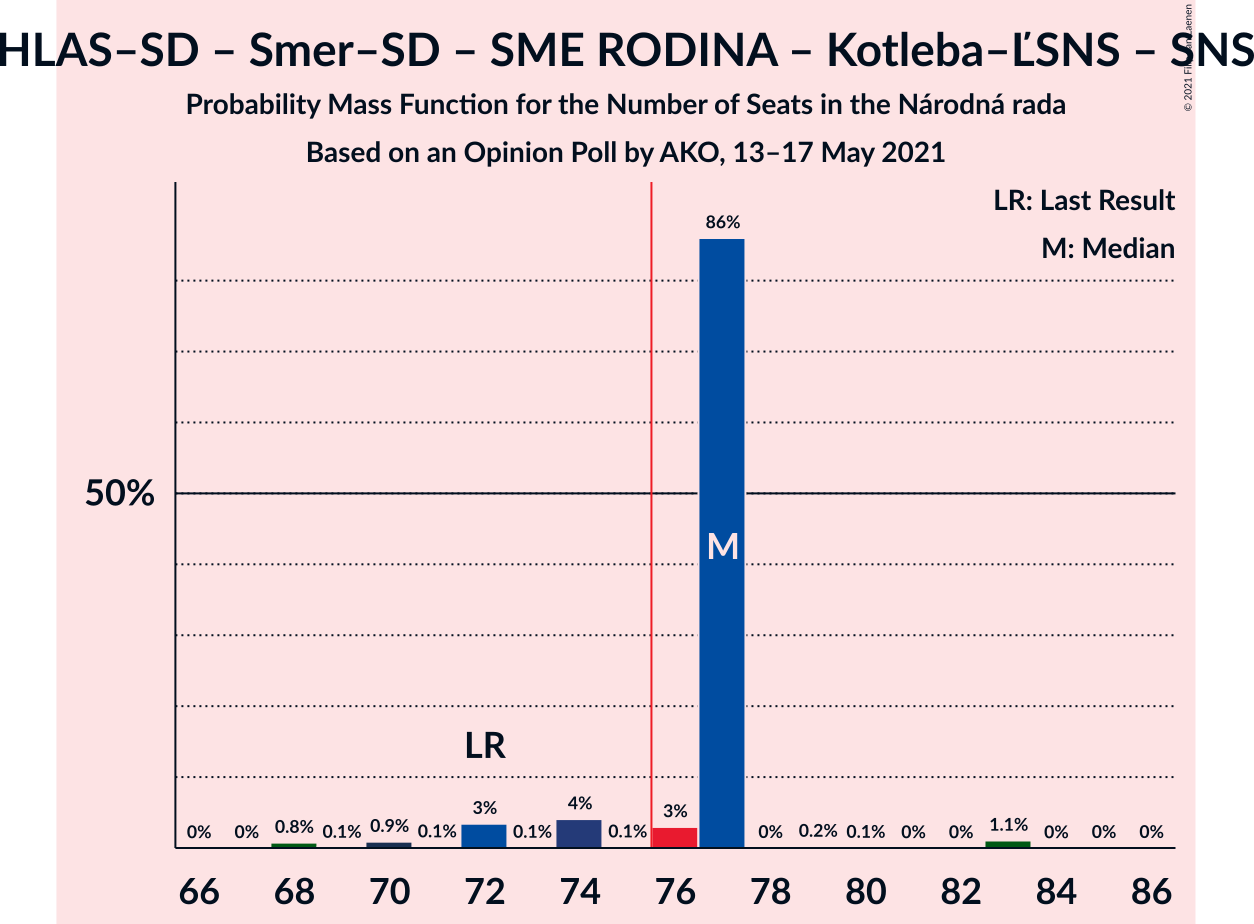 HLAS–SD – Smer–SD – SME RODINA – Kotleba–ĽSNS – SNS
Probability Mass Function for the Number of Seats in the Národná rada
Based on an Opinion Poll by AKO, 13–17 May 2021
© 2021
LR: Last Result
M: Median
86%
50%
M
LR
0% 0% 0.8% 0.1% 0.9% 0.1% 3% 0.1% 4% 0.1% 3% 0% 0.2% 0.1% 0% 0% 1.1% 0% 0% 0%
66 68 70 72 74 76 78 80 82 84 86